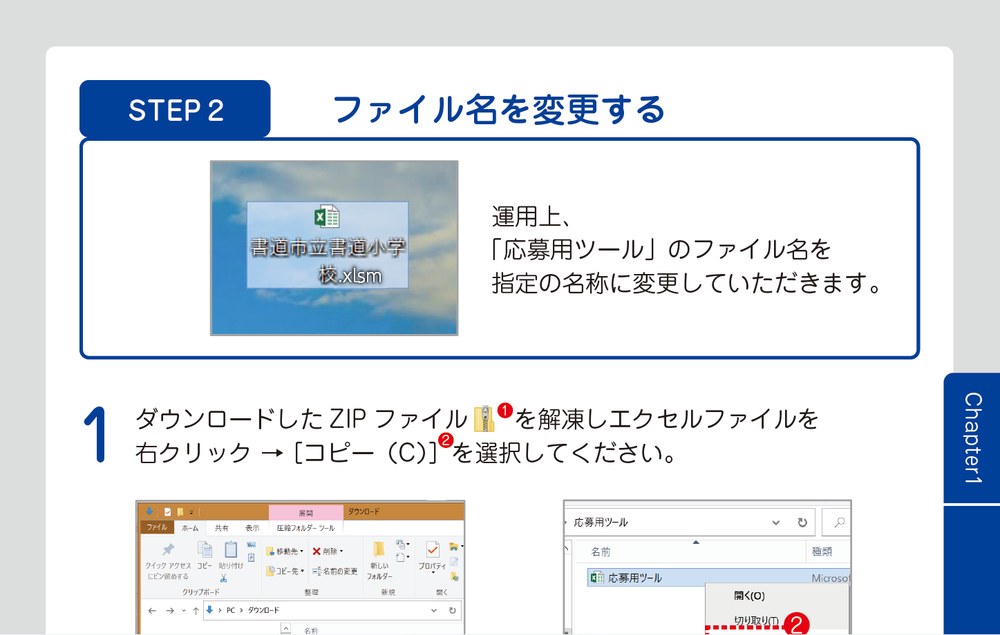 STEP 2
ファイル名を変更する
書道市立書道小学
校.xlsm
運用上、
「応募用ツール」のファイル名を
指定の名称に変更していただきます。
1
ダウンロードした ZIP ファイル❶を解凍しエクセルファイルを
右クリック → [コピー（C)]❷を選択してください。
Chapter1
展開
ダウンロード
ファイル ホーム 共有 表示 圧縮フォルダー ツール
クイック アクセス
にピン留めする
コピー
貼り付け
移動先
コピー先
削除
名前の変更
新しい
フォルダー
プロパティ
クリップボード 整理 新規 開く
PC
ダウンロード
名前
応募用ツール
名前 種類
応募用ツール Microsof
開く(O)
切り取り(T)
2